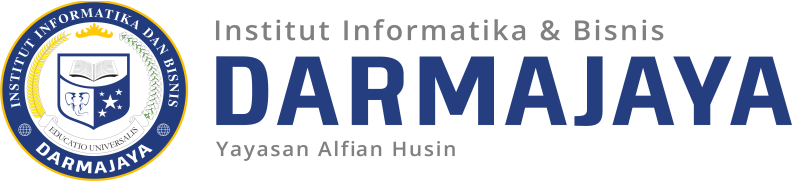 INSTITUT INFORMATIKA DAN BISNIS
EDUCATIO UNIVERSALIS
DARMAJAYA
Institut Informatika & Bisnis
DARMAJAYA
Yayasan Alfian Husin